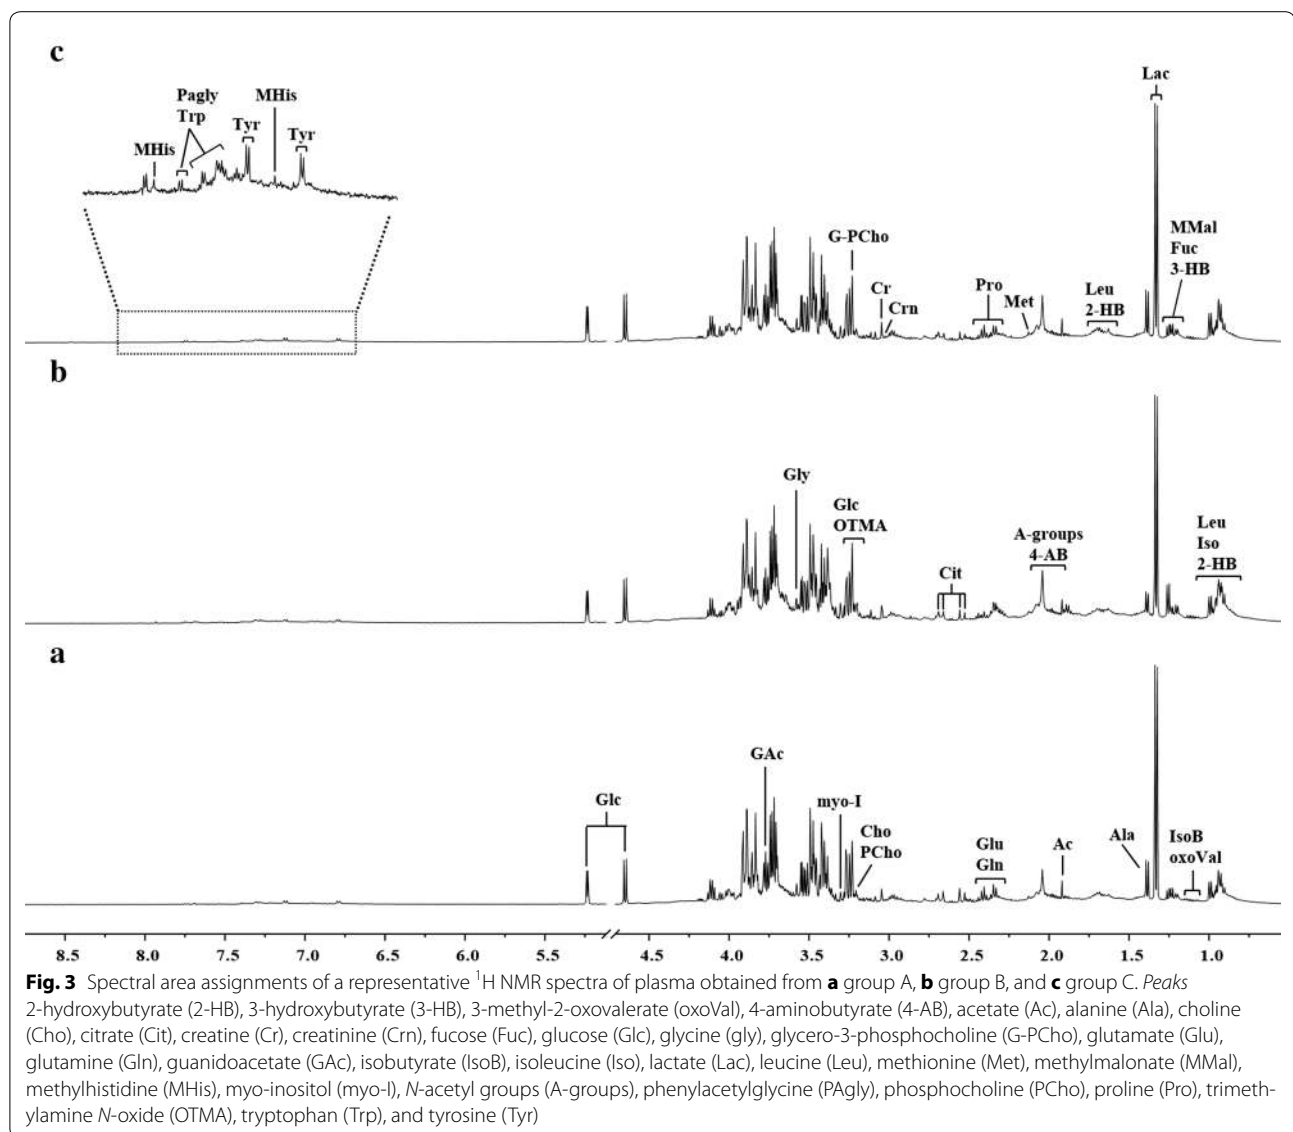 c
Lac
Pagly
Trp
MHis
Tyr
MHis
Tyr
G-PCho
Cr
Crn
Pro
Met
Leu
2-HB
MMal
Fuc
3-HB
b
Gly
Glc
OTMA
Cit
A-groups
4-AB
Leu
Iso
2-HB
a
Glc
GAc
myo-I
Cho
PCho
Glu
Gln
Ac
Ala
IsoB
oxoVal
8.5 8.0 7.5 7.0 6.5 6.0 5.5 4.5 4.0 3.5 3.0 2.5 2.0 1.5 1.0
Fig. 3 Spectral area assignments of a representative ¹H NMR spectra of plasma obtained from a group A, b group B, and c group C. Peaks
2-hydroxybutyrate (2-HB), 3-hydroxybutyrate (3-HB), 3-methyl-2-oxovalerate (oxoVal), 4-aminobutyrate (4-AB), acetate (Ac), alanine (Ala), choline
(Cho), citrate (Cit), creatine (Cr), creatinine (Crn), fucose (Fuc), glucose (Glc), glycine (gly), glycero-3-phosphocholine (G-PCho), glutamate (Glu),
glutamine (Gln), guanidoacetate (GAc), isobutyrate (IsoB), isoleucine (Iso), lactate (Lac), leucine (Leu), methionine (Met), methylmalonate (MMal),
methylhistidine (MHis), myo-inositol (myo-I), N-acetyl groups (A-groups), phenylacetylglycine (PAgly), phosphocholine (PCho), proline (Pro), trimeth-
ylamine N-oxide (OTMA), tryptophan (Trp), and tyrosine (Tyr)